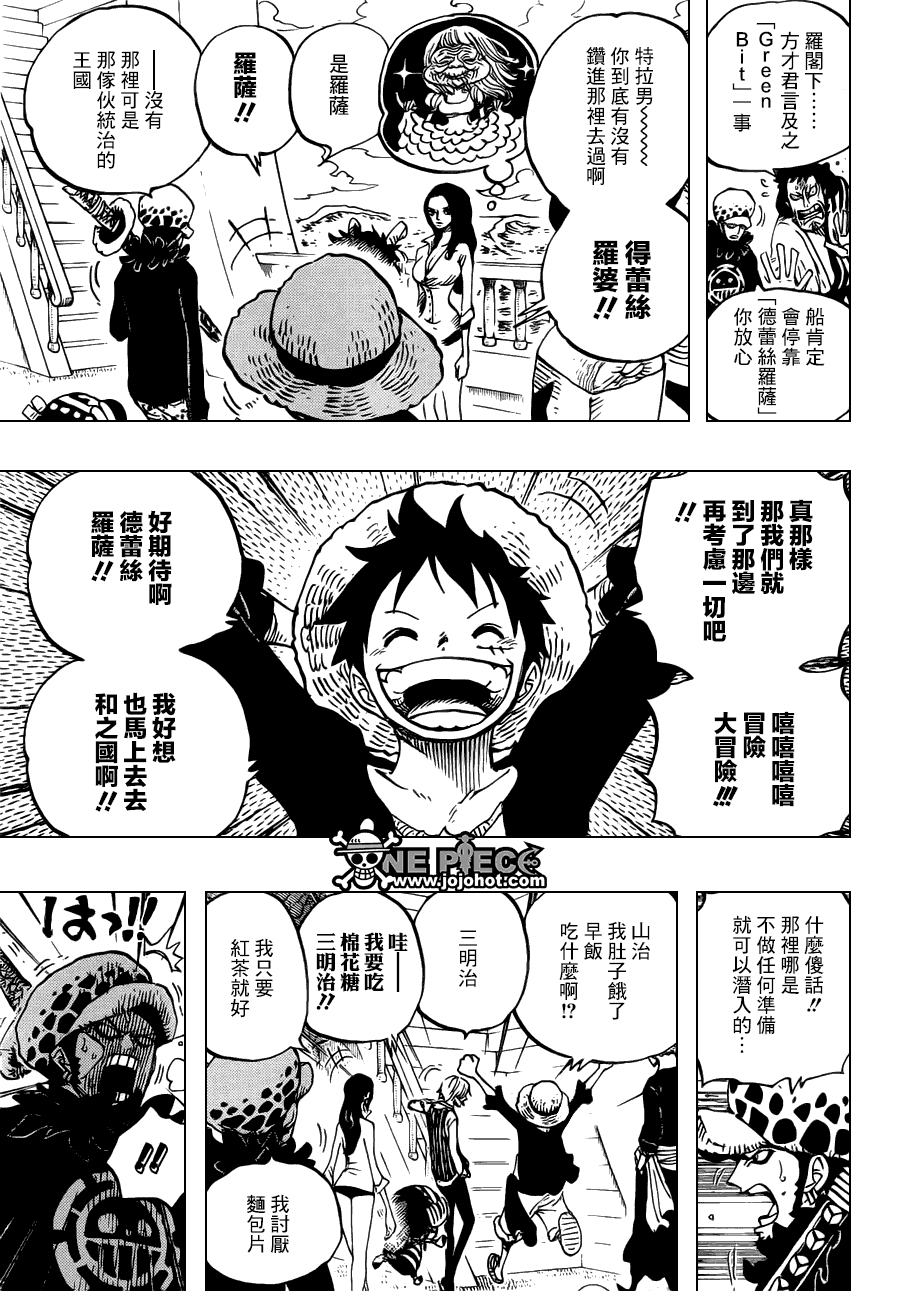 羅閣下……
方才君言及之
「Green
Bit」一事
船肯定
會停靠
「德蕾絲羅薩」
你放心
特拉男~~~~
你到底有沒有
鑽進那裡去過啊
得蕾絲
羅婆!!
是羅薩
羅薩!!
——沒有
那裡可是
那傢伙統治的
王國
真那樣
那我們就
到了那邊
再考慮一切吧
!!
嘻嘻嘻嘻
冒險
大冒險!!!
好期待啊
德蕾絲
羅薩!!
我好想
也馬上去去
和之國啊!!
ONE PIECE
www.jojohot.com
什麼傻話!!
那裡哪是
不做任何準備
就可以潛入的…
山治
我肚子餓了
早飯
吃什麼啊!?
三明治
哇——
我要吃
棉花糖
三明治!!
我只要
紅茶就好
我討厭
麵包片
はっ!!
!!